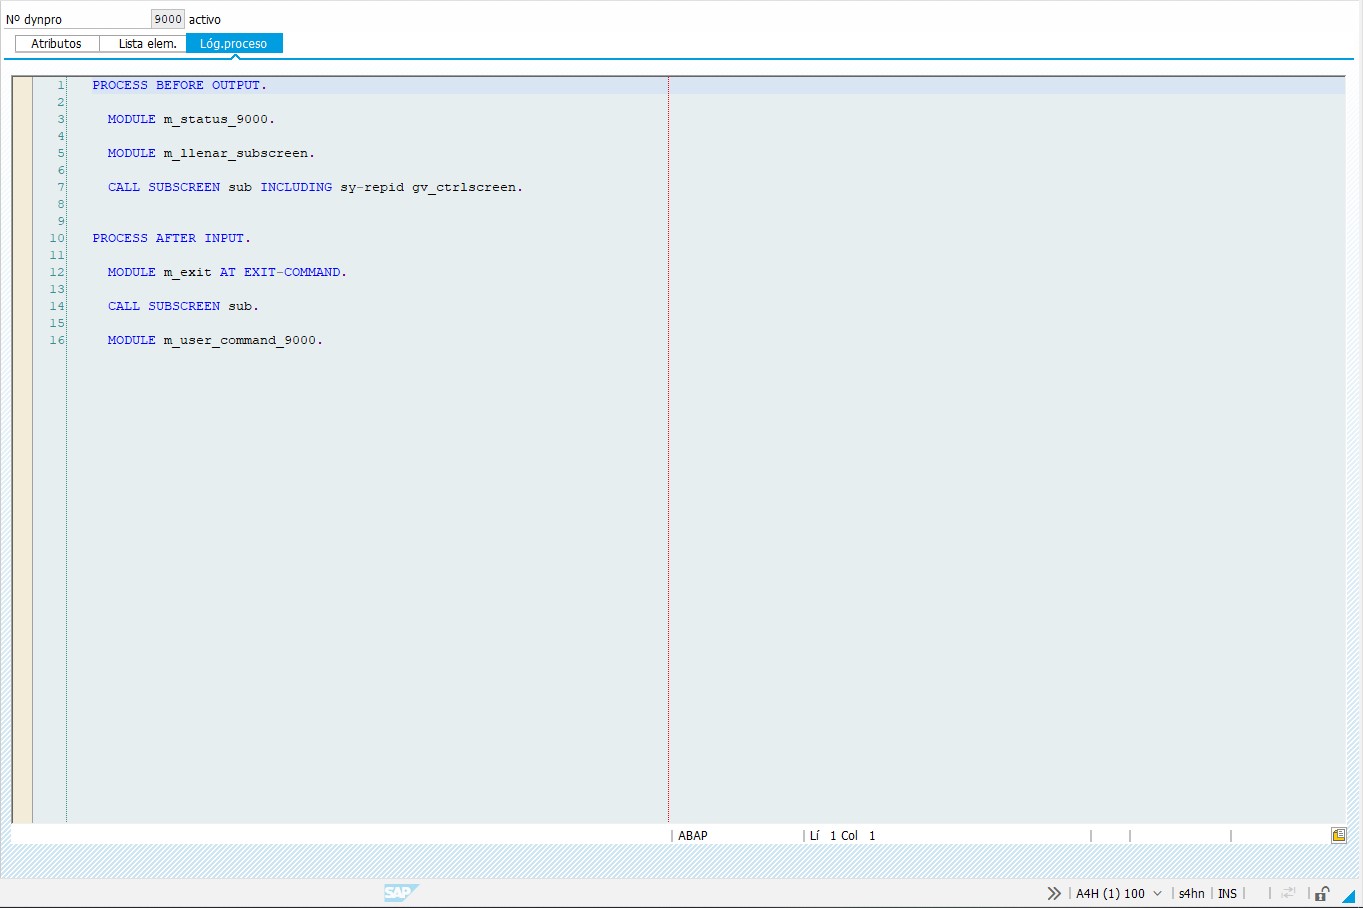 Nº dynpro 9000 activo
Atributos Lista elem. Lóg.proceso
1 PROCESS BEFORE OUTPUT.
2
3 MODULE m_status_9000.
4
5 MODULE m_llenar_subscreen.
6
7 CALL SUBSCREEN sub INCLUDING sy-repid gv_ctrlscreen.
8
9
10 PROCESS AFTER INPUT.
11
12 MODULE m_exit AT EXIT-COMMAND.
13
14 CALL SUBSCREEN sub.
15
16 MODULE m_user_command_9000.
ABAP Lí 1 Col 1
SAP A4H (1) 100 s4hn INS